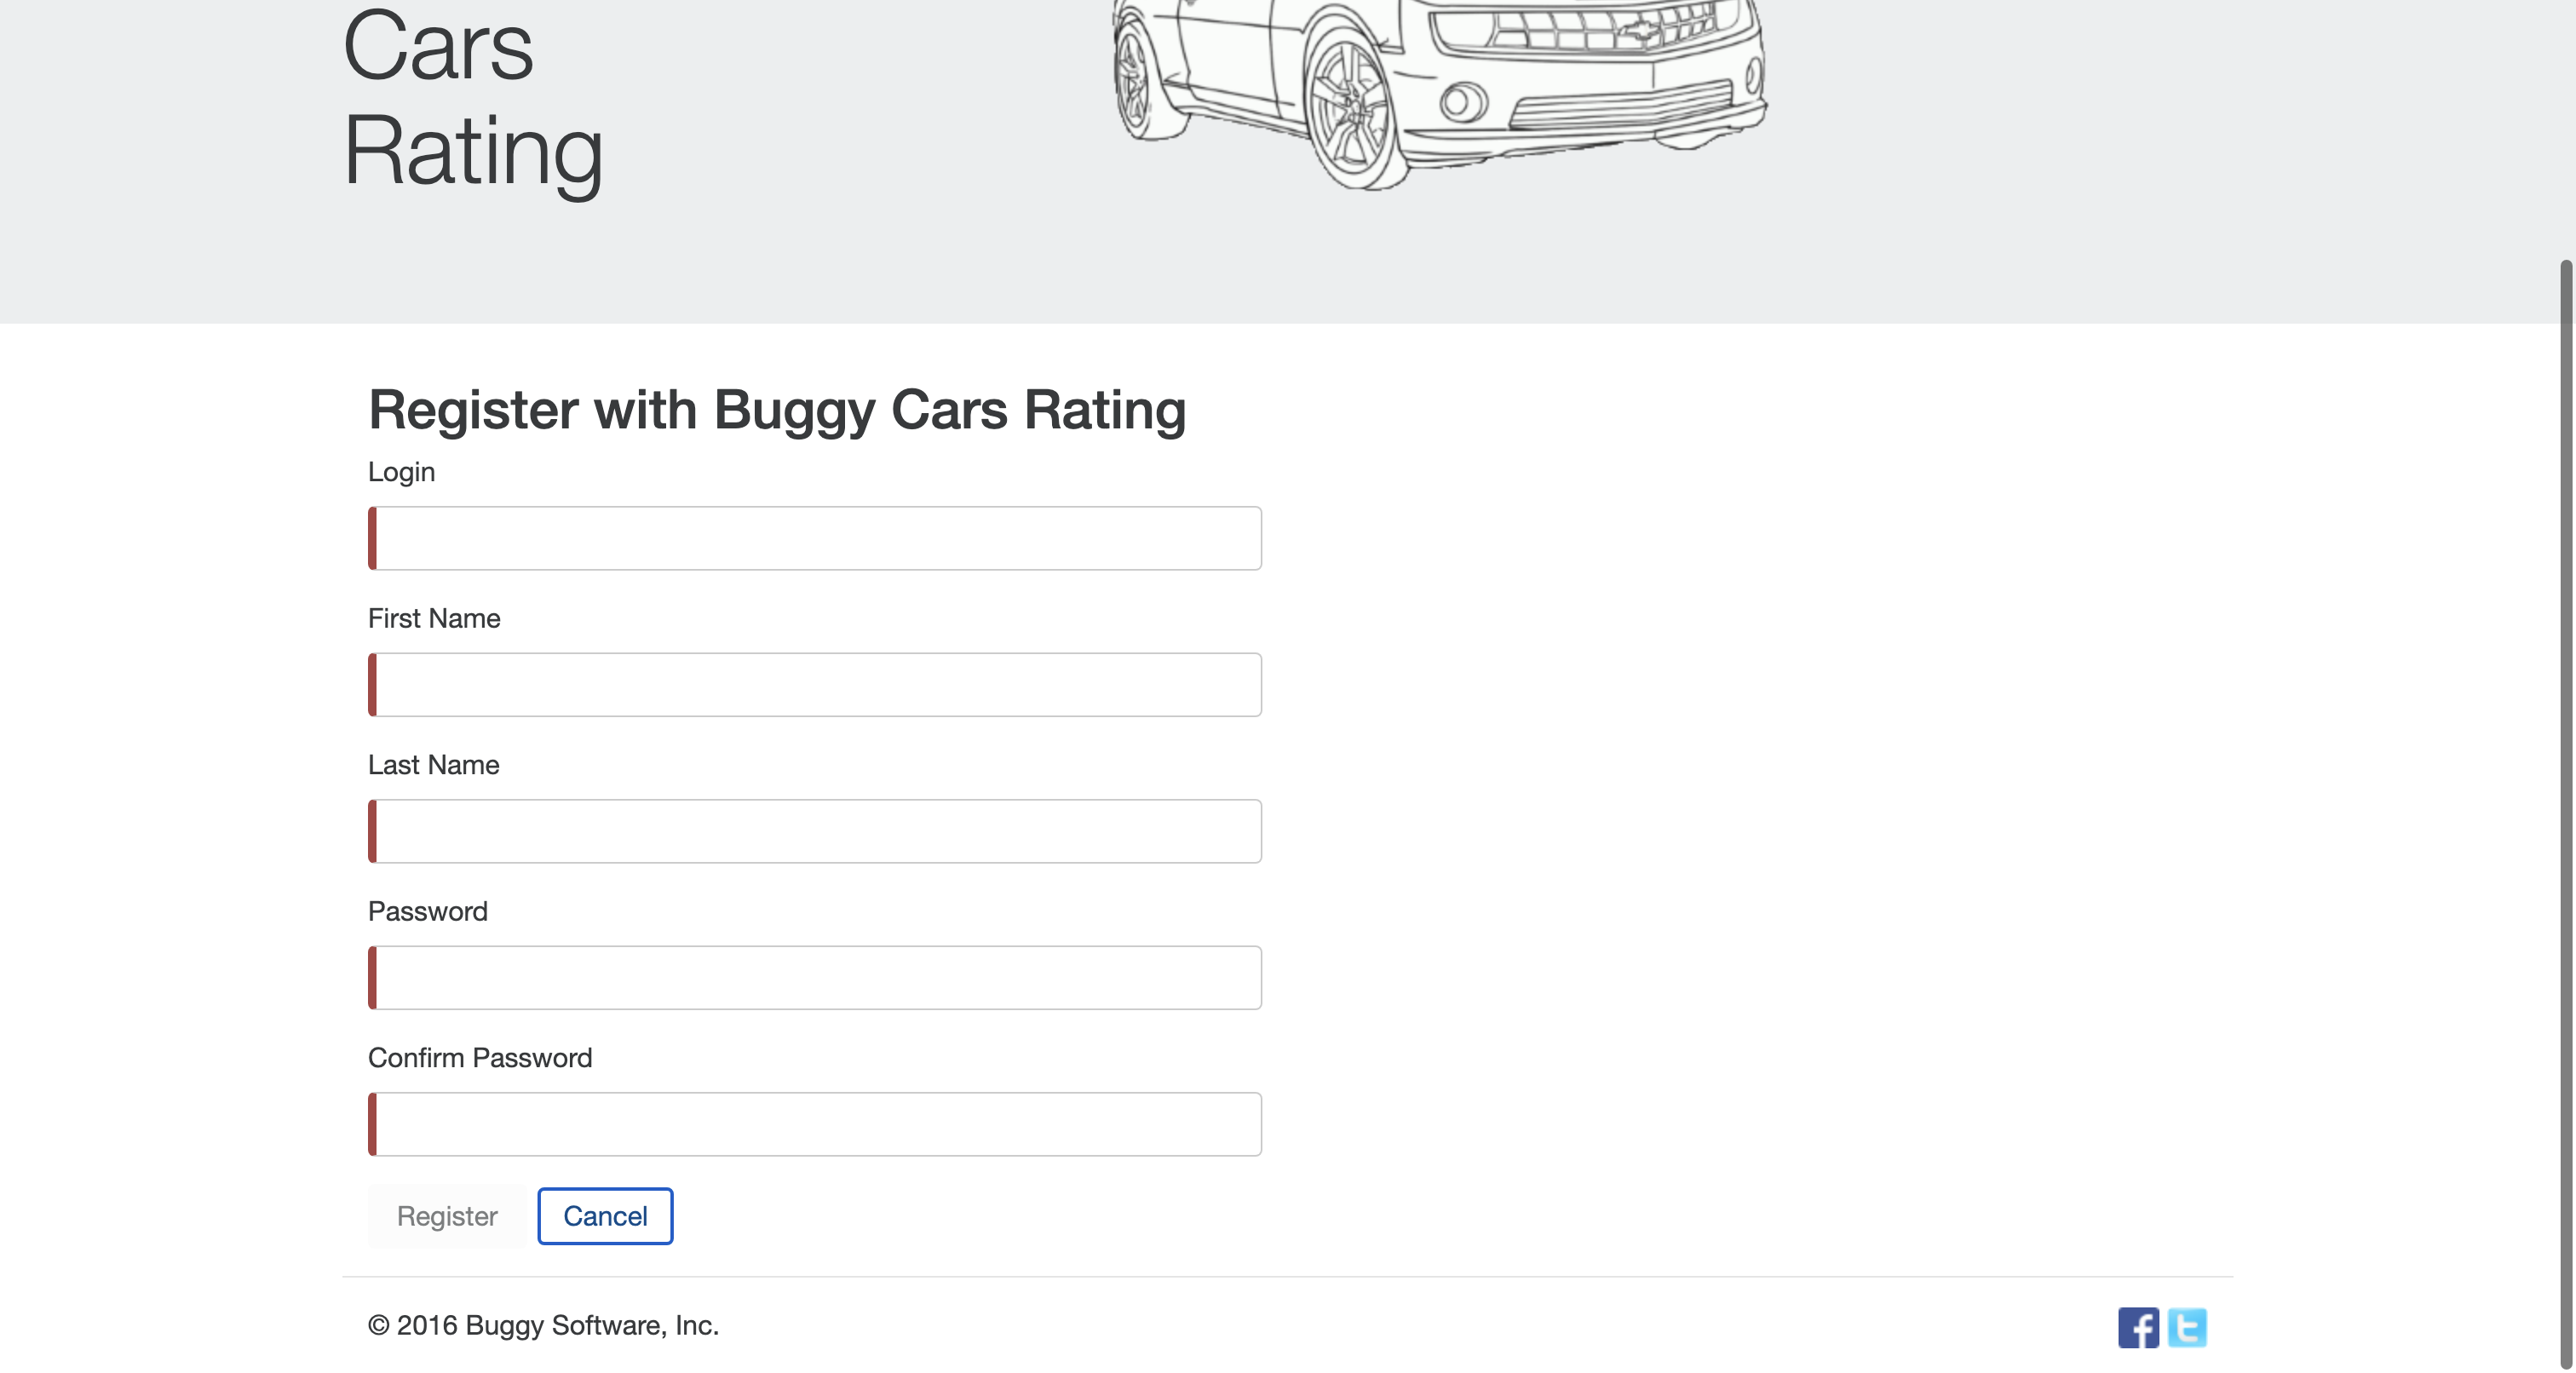 Cars
Rating
Register with Buggy Cars Rating
Login
First Name
Last Name
Password
Confirm Password
Register Cancel
© 2016 Buggy Software, Inc.